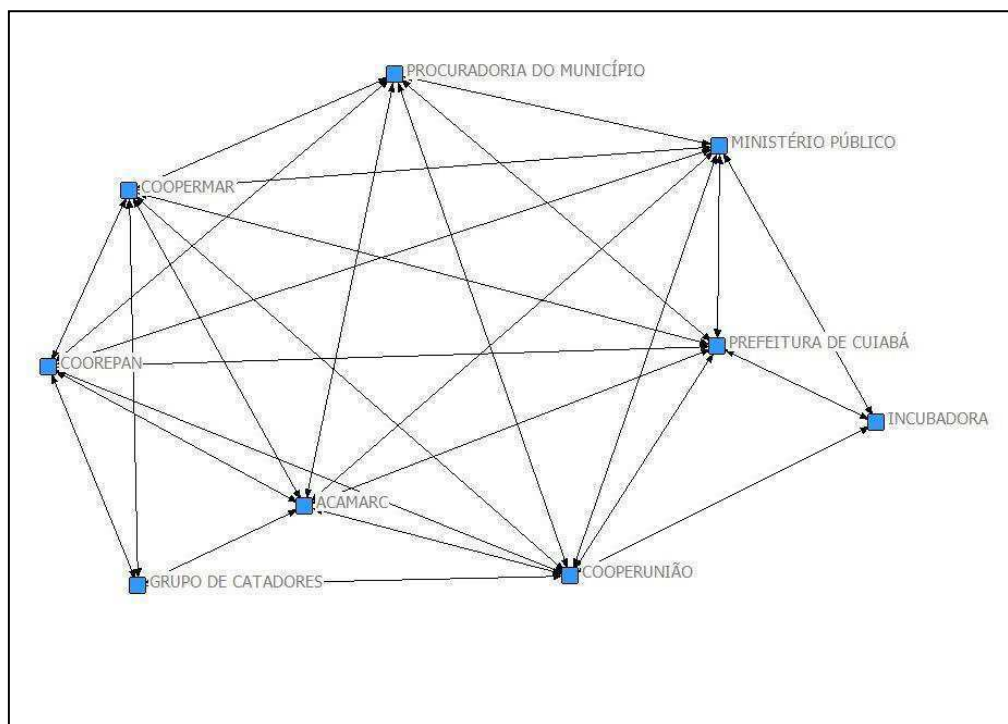 PROCURADORIA DO MUNICÍPIO
MINISTÉRIO PÚBLICO
COOPERMAR
PREFEITURA DE CUIABÁ
COOREPAN
INCUBADORA
ACAMARC
COOPERUNIÃO
GRUPO DE CATADORES